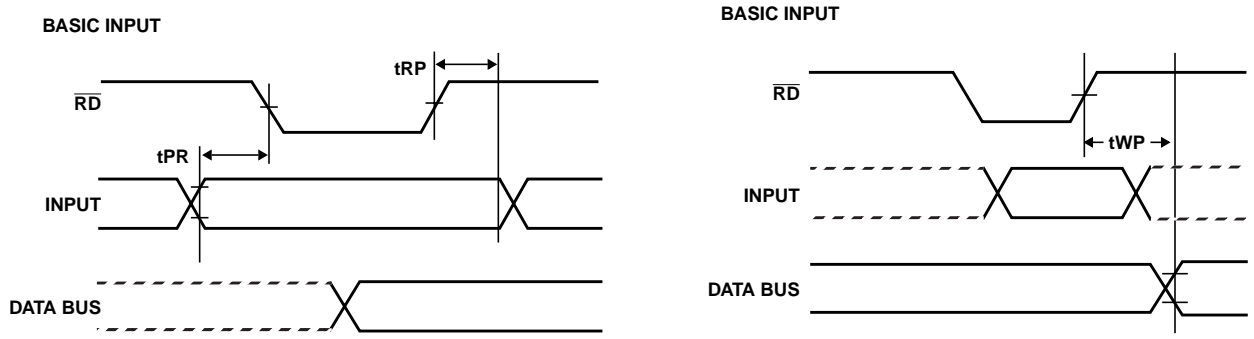 BASIC INPUT
tRP
RD
tPR
INPUT
DATA BUS
BASIC INPUT
RD
tWP
INPUT
DATA BUS